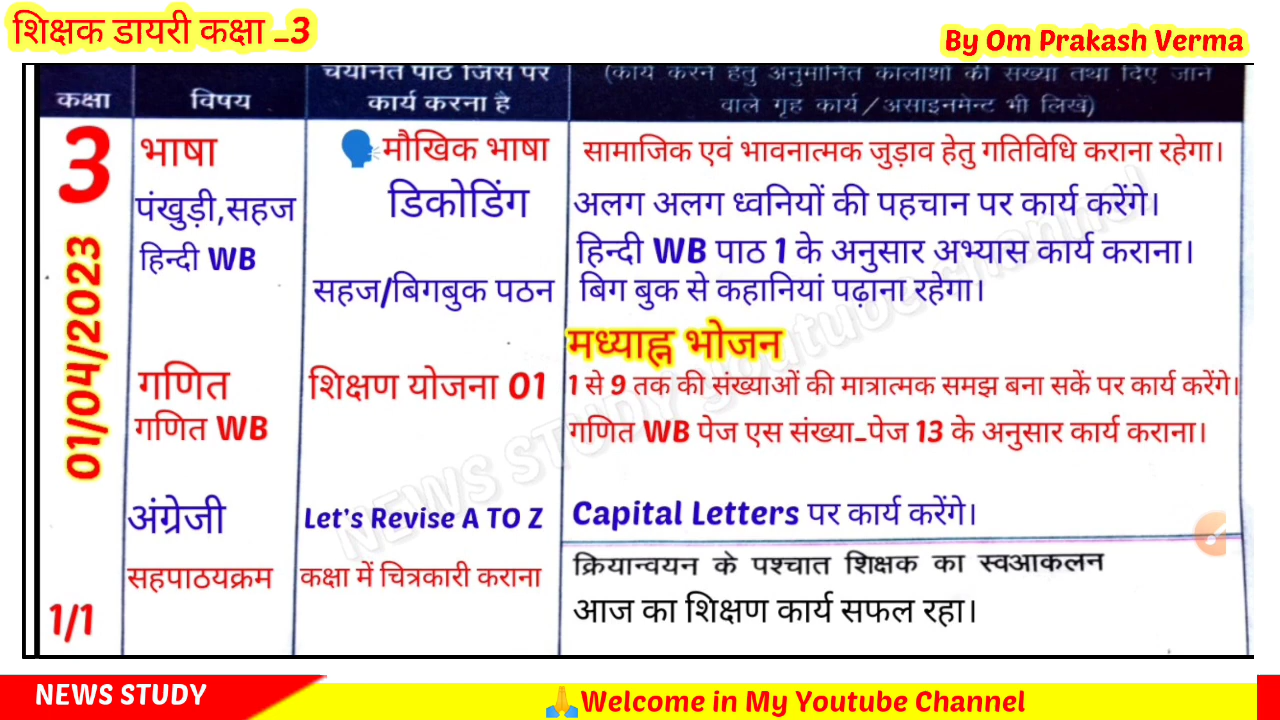 शिक्षक डायरी कक्षा -3
By Om Prakash Verma
कक्षा
विषय
चयनित पाठ जिस पर
कार्य करना है
(कार्य करने हेतु अनुमानित कालांशों की संख्या तथा दिए जाने
वाले गृह कार्य/असाइनमेन्ट भी लिखें)
3
01/04/2023
भाषा
🗣मौखिक भाषा
सामाजिक एवं भावनात्मक जुड़ाव हेतु गतिविधि कराना रहेगा।
पंखुड़ी,सहज
डिकोडिंग
अलग अलग ध्वनियों की पहचान पर कार्य करेंगे।
हिन्दी WB
हिन्दी WB पाठ 1 के अनुसार अभ्यास कार्य कराना।
सहज/बिगबुक पठन
बिग बुक से कहानियां पढ़ाना रहेगा।
मध्याह्न भोजन
गणित
शिक्षण योजना 01
1 से 9 तक की संख्याओं की मात्रात्मक समझ बना सकें पर कार्य करेंगे।
गणित WB
गणित WB पेज एस संख्या-पेज 13 के अनुसार कार्य कराना।
अंग्रेजी
Let's Revise A TO Z
Capital Letters पर कार्य करेंगे।
सहपाठयक्रम
कक्षा में चित्रकारी कराना
क्रियान्वयन के पश्चात शिक्षक का स्वआकलन
1/1
आज का शिक्षण कार्य सफल रहा।
NEWS STUDY youtube channel
NEWS STUDY
🙏Welcome in My Youtube Channel